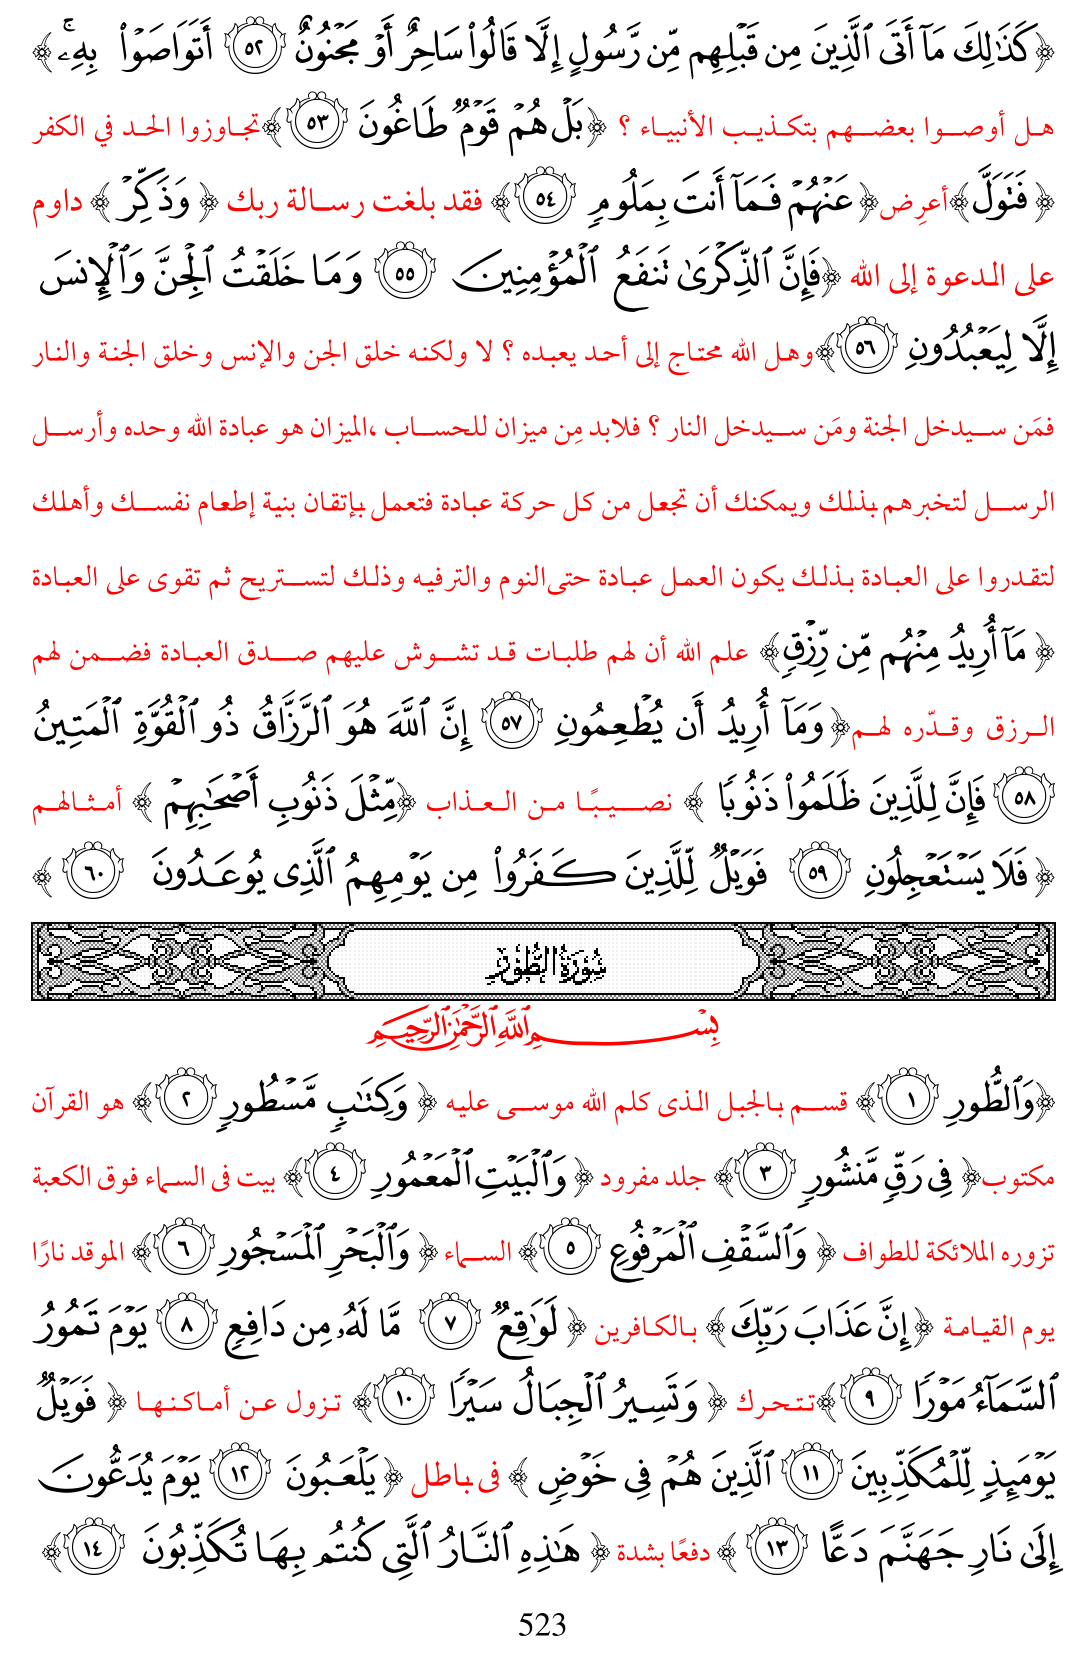 ﴿كَذَٰلِكَ مَآ أَتَى ٱلَّذِينَ مِن قَبۡلِهِم مِّن رَّسُولٍ إِلَّا قَالُواْ سَاحِرٌ أَوۡ مَجۡنُونٌ ٥٢ أَتَوَاصَوۡاْ بِهِۦۚ ﴾
هل أوصوا بعضهم بتكذيب الأنبياء ؟ ﴿بَلۡ هُمۡ قَوۡمٌ طَاغُونَ ٥٣﴾تجاوزوا الحد في الكفر
﴿ فَتَوَلَّ﴾أعرِض﴿ عَنۡهُمۡ فَمَآ أَنتَ بِمَلُومٍ ٥٤﴾ فقد بلغت رسالة ربك ﴿ وَذَكِّرۡ ﴾ داوم
على الدعوة إلى الله ﴿فَإِنَّ ٱلذِّكۡرَىٰ تَنفَعُ ٱلۡمُؤۡمِنِينَ ٥٥ وَمَا خَلَقۡتُ ٱلۡجِنَّ وَٱلۡإِنسَ
إِلَّا لِيَعۡبُدُونِ ٥٦﴾وهل الله محتاج إلى أحد يعبده ؟ لا ولكنه خلق الجن والإنس وخلق الجنة والنار
فمَن سيدخل الجنة ومَن سيدخل النار ؟ فلابد مِن ميزان للحساب ،الميزان هو عبادة الله وحده وأرسل
الرسل لتخبرهم بذلك ويمكنك أن تجعل من كل حركة عبادة فتعمل بإتقان بنية إطعام نفسك وأهلك
لتقدروا على العبادة بذلك يكون العمل عبادة حتى النوم والترفيه وذلك لتستريح ثم تقوى على العبادة
﴿ مَآ أُرِيدُ مِنۡهُم مِّن رِّزۡقٍ﴾ علم الله أن لهم طلبات قد تشوش عليهم صدق العبادة فضمن لهم
الرزق وقدّره لهم﴿ وَمَآ أُرِيدُ أَن يُطۡعِمُونِ ٥٧ إِنَّ ٱللَّهَ هُوَ ٱلرَّزَّاقُ ذُو ٱلۡقُوَّةِ ٱلۡمَتِينُ
٥٨ فَإِنَّ لِلَّذِينَ ظَلَمُواْ ذَنُوبٗا ﴾ نصيبًا من العذاب ﴿مِّثۡلَ ذَنُوبِ أَصۡحَٰبِهِمۡ ﴾ أمثالهم
﴿ فَلَا يَسۡتَعۡجِلُونِ ٥٩ فَوَيۡلٌ لِّلَّذِينَ كَفَرُواْ مِن يَوۡمِهِمُ ٱلَّذِي يُوعَدُونَ ٦٠ ﴾
سُورَةُ الطُّورِ
بِسۡمِ ٱللَّهِ ٱلرَّحۡمَٰنِ ٱلرَّحِيمِ
﴿وَٱلطُّورِ ١﴾ قسم بالجبل الذى كلم الله موسى عليه ﴿ وَكِتَٰبٍ مَّسۡطُورٍ ٢﴾ هو القرآن
مكتوب﴿ فِي رَقٍّ مَّنشُورٍ ٣﴾ جلد مفرود ﴿ وَٱلۡبَيۡتِ ٱلۡمَعۡمُورِ ٤﴾ بيت فى السماء فوق الكعبة
تزوره الملائكة للطواف ﴿ وَٱلسَّقۡفِ ٱلۡمَرۡفُوعِ ٥﴾ السماء ﴿ وَٱلۡبَحۡرِ ٱلۡمَسۡجُورِ ٦﴾ الموقد نارًا
يوم القيامة ﴿إِنَّ عَذَابَ رَبِّكَ﴾ بالكافرين ﴿ لَوَٰقِعٌ ٧ مَّا لَهُۥ مِن دَافِعٍ ٨ يَوۡمَ تَمُورُ
ٱلسَّمَآءُ مَوۡرٗا ٩﴾تتحرك ﴿ وَتَسِيرُ ٱلۡجِبَالُ سَيۡرٗا ١٠﴾ تزول عن أماكنها ﴿ فَوَيۡلٌ
يَوۡمَئِذٍ لِّلۡمُكَذِّبِينَ ١١ ٱلَّذِينَ هُمۡ فِي خَوۡضٍ ﴾ فى باطل ﴿يَلۡعَبُونَ ١٢ يَوۡمَ يُدَعُّونَ
إِلَىٰ نَارِ جَهَنَّمَ دَعًّا ١٣ ﴾ دفعًا بشدة ﴿ هَٰذِهِ ٱلنَّارُ ٱلَّتِي كُنتُم بِهَا تُكَذِّبُونَ ١٤ ﴾
523